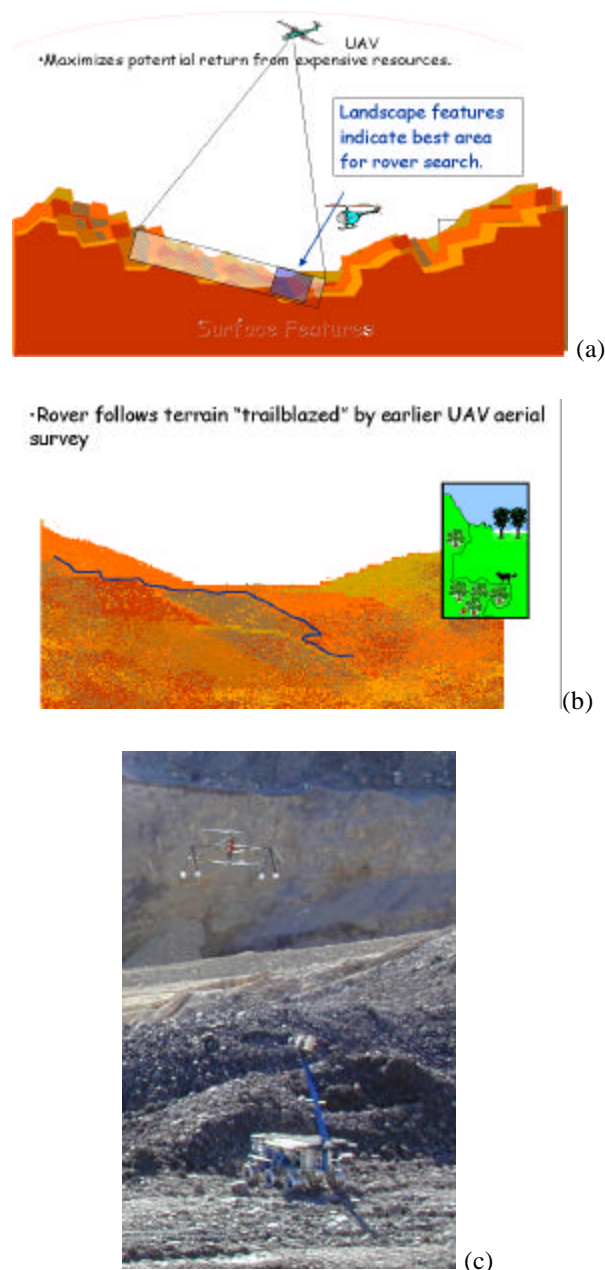 UAV
•Maximizes potential return from expensive resources.
Landscape features
indicate best area
for rover search.
Surface Features
(a)
•Rover follows terrain "trailblazed" by earlier UAV aerial
survey
(b)
(c)